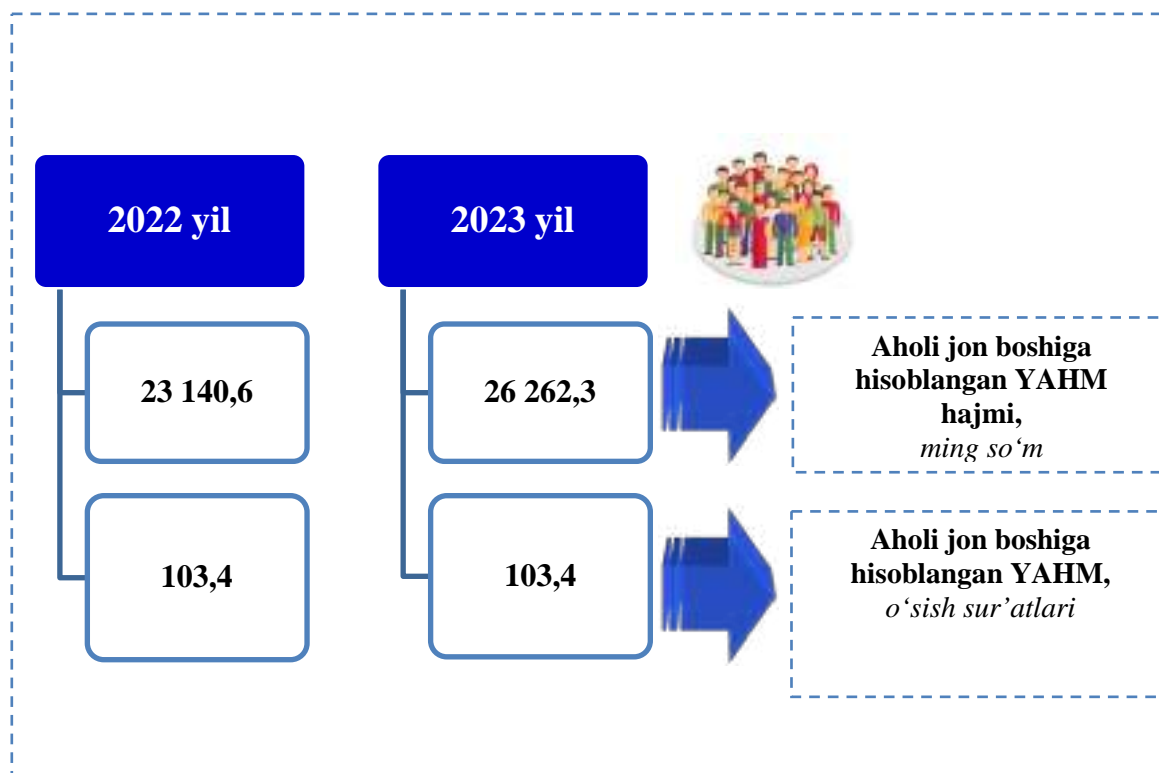 2022 yil
2023 yil
23 140,6
26 262,3
Aholi jon boshiga
hisoblangan YAHM
hajmi,
ming so‘m
103,4
103,4
Aholi jon boshiga
hisoblangan YAHM,
o‘sish sur’atlari